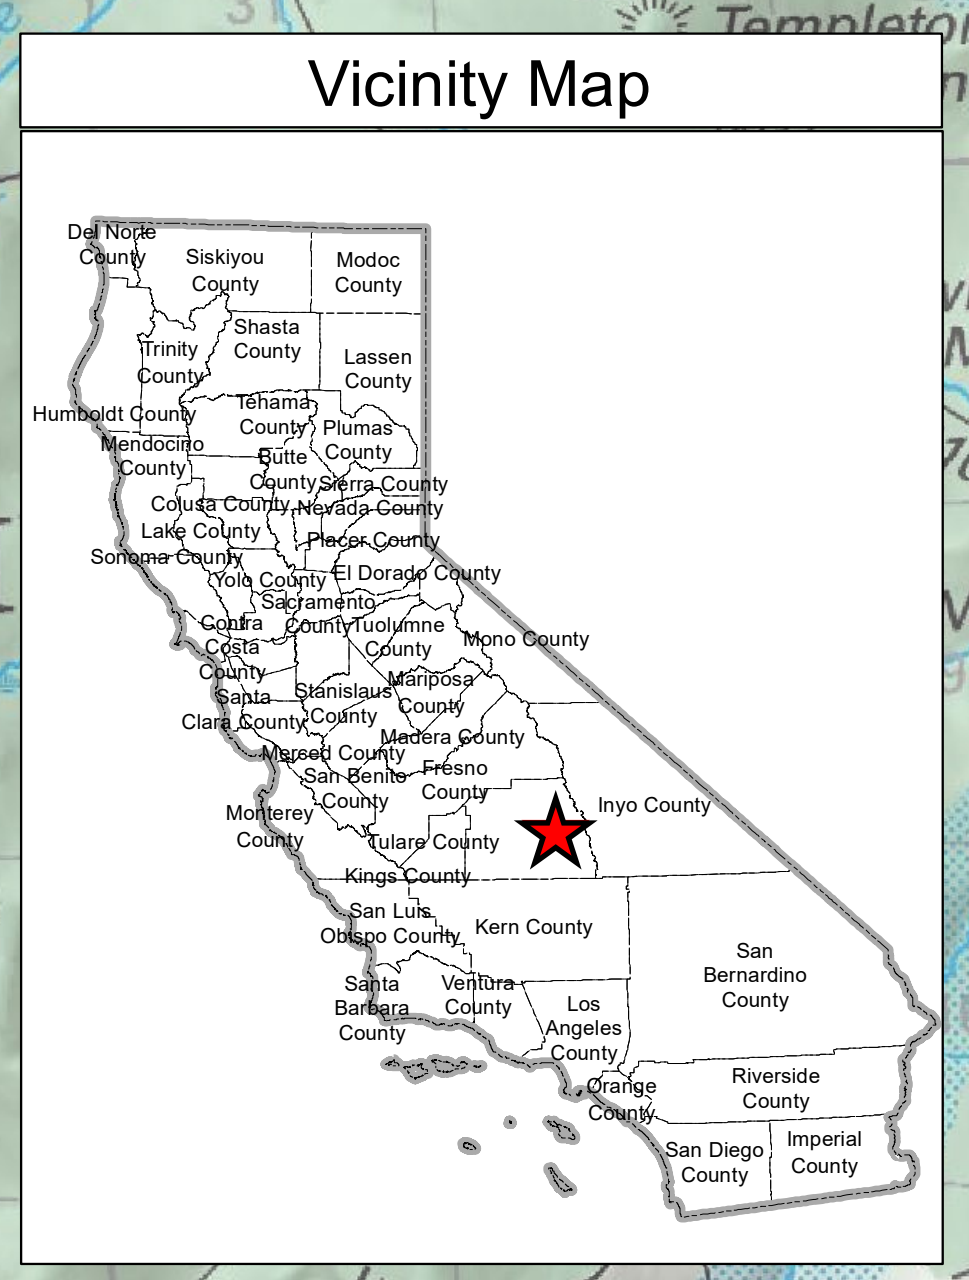 Templeto
Vicinity Map
Del Norte
County
Siskiyou
County
Modoc
County
Shasta
County
Trinity
County
Lassen
County
Humboldt County
Tehama
County
Plumas
County
Mendocino
County
Butte
County
Sierra County
Colusa County
Nevada County
Lake County
Placer County
Sonoma County
Yolo County
El Dorado County
Sacramento
County
Contra
Costa
County
Tuolumne
County
Mono County
Santa
Clara County
Stanislaus
County
Mariposa
County
Madera County
Merced County
San Benito
County
Fresno
County
Inyo County
Monterey
County
Tulare County
Kings County
San Luis
Obispo County
Kern County
San
Bernardino
County
Santa
Barbara
County
Ventura
County
Los
Angeles
County
Orange
County
Riverside
County
San Diego
County
Imperial
County